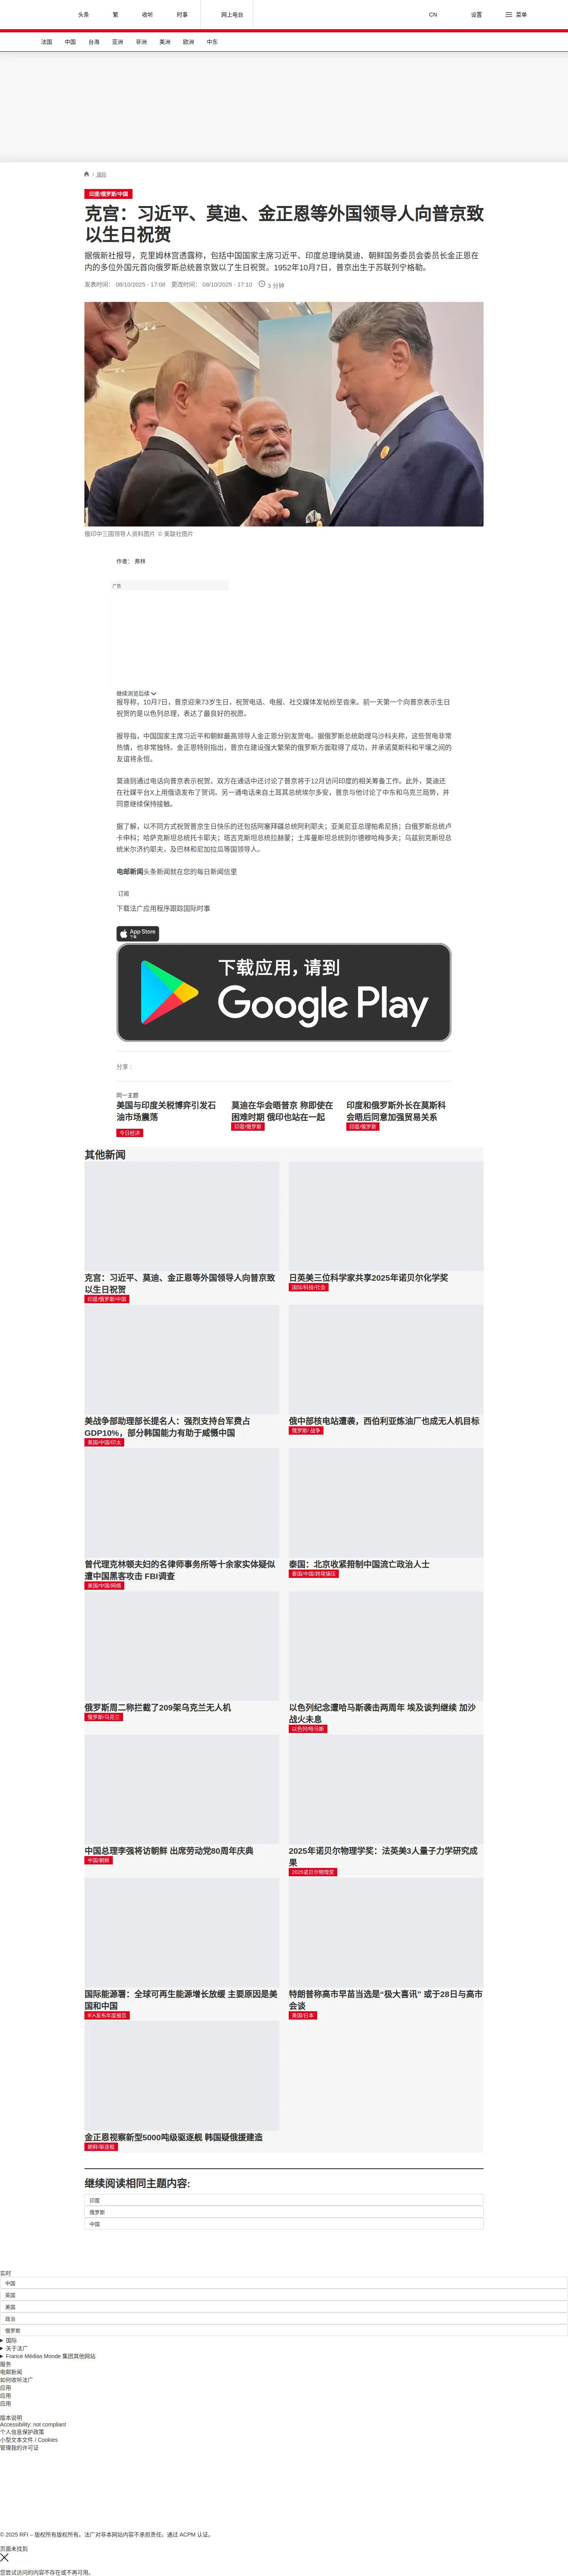 头条
繁
收听
时事
网上电台
CN
设置
菜单
法国
中国
台海
亚洲
非洲
美洲
欧洲
中东
/ 国际
印度/俄罗斯/中国
克宫：习近平、莫迪、金正恩等外国领导人向普京致
以生日祝贺
据俄新社报导，克里姆林宫透露称，包括中国国家主席习近平、印度总理纳莫迪、朝鲜国务委员会委员长金正恩在
内的多位外国元首向俄罗斯总统普京致以了生日祝贺。1952年10月7日，普京出生于苏联列宁格勒。
发表时间： 08/10/2025 - 17:08 更改时间： 08/10/2025 - 17:10 3 分钟
俄印中三国领导人资料图片 © 美联社图片
作者： 弗林
广告
继续浏览后续
报导称，10月7日，普京迎来73岁生日，祝贺电话、电报、社交媒体发帖纷至沓来。前一天第一个向普京表示生日
祝贺的是以色列总理，表达了最良好的祝愿。
报导指，中国国家主席习近平和朝鲜最高领导人金正恩分别发贺电。据俄罗斯总统助理乌沙科夫称，这些贺电非常
热情，也非常独特。金正恩特别指出，普京在建设强大繁荣的俄罗斯方面取得了成功，并承诺莫斯科和平壤之间的
友谊将永恒。
莫迪则通过电话向普京表示祝贺。双方在通话中还讨论了普京将于12月访问印度的相关筹备工作。此外，莫迪还
在社媒平台X上用俄语发布了贺词。另一通电话来自土耳其总统埃尔多安，普京与他讨论了中东和乌克兰局势，并
同意继续保持接触。
据了解，以不同方式祝贺普京生日快乐的还包括阿塞拜疆总统阿利耶夫；亚美尼亚总理帕希尼扬；白俄罗斯总统卢
卡申科；哈萨克斯坦总统托卡耶夫；塔吉克斯坦总统拉赫蒙；土库曼斯坦总统别尔德穆哈梅多夫；乌兹别克斯坦总
统米尔济约耶夫，及巴林和尼加拉瓜等国领导人。
电邮新闻头条新闻就在您的每日新闻信里
订阅
下载法广应用程序跟踪国际时事
App Store
下载
下载应用，请到
Google Play
分享 :
同一主题
美国与印度关税博弈引发石
油市场震荡
今日经济
莫迪在华会晤普京 称即使在
困难时期 俄印也站在一起
印度/俄罗斯
印度和俄罗斯外长在莫斯科
会晤后同意加强贸易关系
印度/俄罗斯
其他新闻
克宫：习近平、莫迪、金正恩等外国领导人向普京致
以生日祝贺
印度/俄罗斯/中国
日英美三位科学家共享2025年诺贝尔化学奖
国际/科技/社会
美战争部助理部长提名人：强烈支持台军费占
GDP10%，部分韩国能力有助于威慑中国
美国/中国/印太
俄中部核电站遭袭，西伯利亚炼油厂也成无人机目标
俄罗斯/ 战争
曾代理克林顿夫妇的名律师事务所等十余家实体疑似
遭中国黑客攻击 FBI调查
美国/中国/网络
泰国：北京收紧箝制中国流亡政治人士
泰国/中国/跨境镇压
俄罗斯周二称拦截了209架乌克兰无人机
俄罗斯/乌克兰
以色列纪念遭哈马斯袭击两周年 埃及谈判继续 加沙
战火未息
以色列/哈马斯
中国总理李强将访朝鲜 出席劳动党80周年庆典
中国/朝鲜
2025年诺贝尔物理学奖：法英美3人量子力学研究成
果
2025诺贝尔物理奖
国际能源署：全球可再生能源增长放缓 主要原因是美
国和中国
IEA发布年度报告
特朗普称高市早苗当选是“极大喜讯” 或于28日与高市
会谈
美国/日本
金正恩视察新型5000吨级驱逐舰 韩国疑俄援建造
朝鲜/驱逐舰
继续阅读相同主题内容:
印度
俄罗斯
中国
实时
中国
英国
美国
政治
俄罗斯
国际
关于法广
France Médias Monde 集团其他网站
服务
电邮新闻
如何收听法广
应用
应用
应用
版本说明
Accessibility: not compliant
个人信息保护政策
小型文本文件 / Cookies
管理我的许可证
© 2025 RFI – 版权所有版权所有。法广对非本网站内容不承担责任。通过 ACPM 认证。
页面未找到
您尝试访问的内容不存在或不再可用。